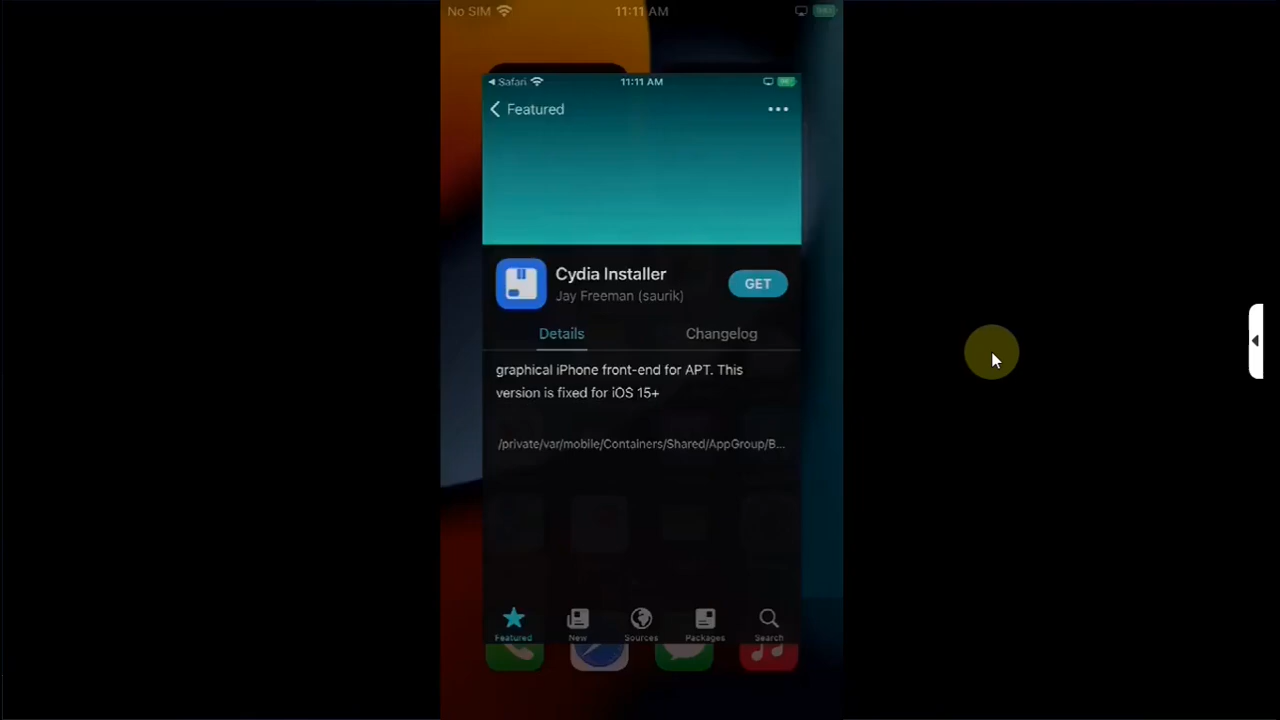 No SIM
11:11 AM
Safari
11:11 AM
Featured
Cydia Installer
Jay Freeman (saurik)
GET
Details
Changelog
graphical iPhone front-end for APT. This
version is fixed for iOS 15+
/private/var/mobile/Containers/Shared/AppGroup/B...
Featured
New
Sources
Packages
Search